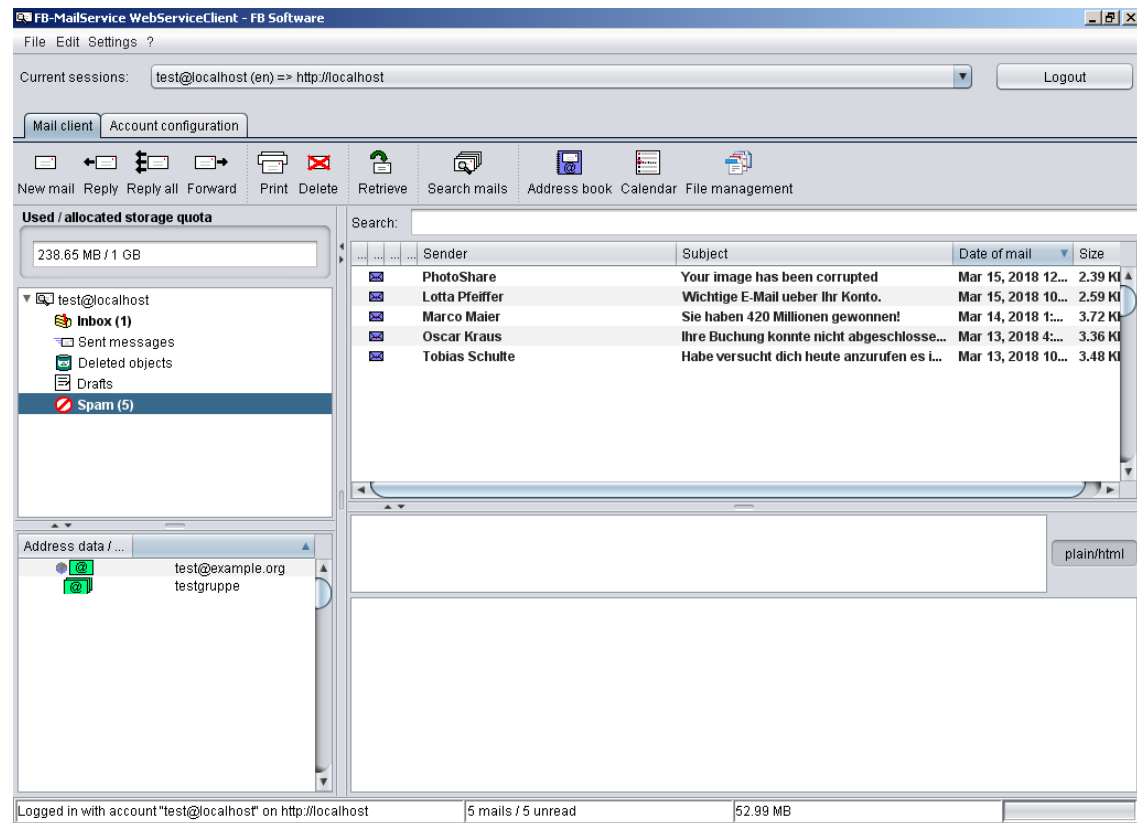 FB-MailService WebServiceClient - FB Software
File Edit Settings ?
Current sessions: test@localhost (en) => http://localhost Logout
Mail client Account configuration
New mail Reply Reply all Forward Print Delete Retrieve Search mails Address book Calendar File management
Used / allocated storage quota
238.65 MB / 1 GB
test@localhost
Inbox (1)
Sent messages
Deleted objects
Drafts
Spam (5)
Address data / ...
test@example.org
testgruppe
Search:
... ... ... ... Sender Subject Date of mail Size
PhotoShare Your image has been corrupted Mar 15, 2018 12... 2.39 K
Lotta Pfeiffer Wichtige E-Mail ueber Ihr Konto. Mar 15, 2018 10... 2.59 K
Marco Maier Sie haben 420 Millionen gewonnen! Mar 14, 2018 1:... 3.72 K
Oscar Kraus Ihre Buchung konnte nicht abgeschlosse... Mar 13, 2018 4:... 3.36 K
Tobias Schulte Habe versucht dich heute anzurufen es i... Mar 13, 2018 10... 3.48 K
plain/html
Logged in with account "test@localhost" on http://localhost 5 mails / 5 unread 52.99 MB